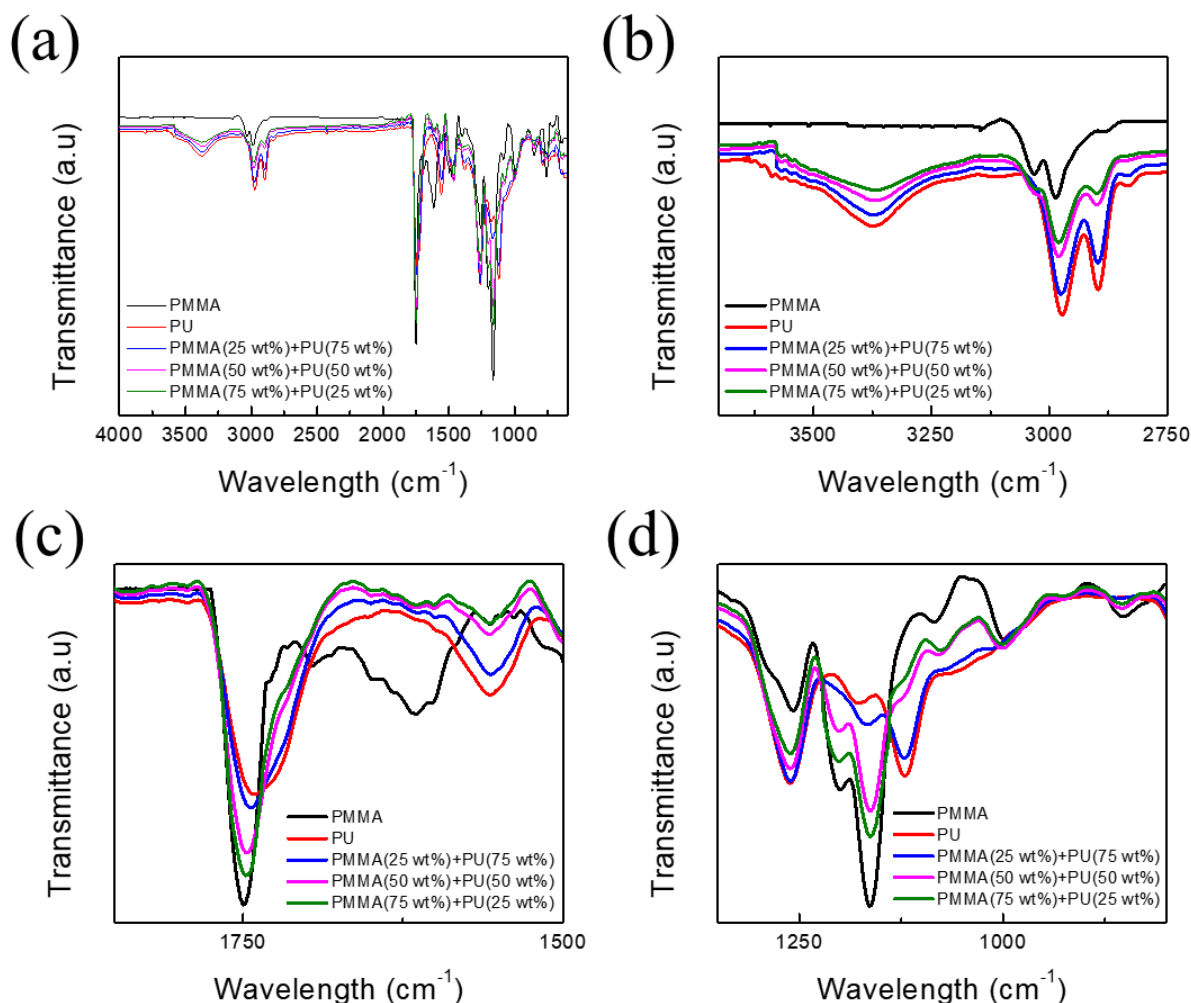 (a)
Transmittance (a.u)
PMMA
PU
PMMA(25 wt%)+PU(75 wt%)
PMMA(50 wt%)+PU(50 wt%)
PMMA(75 wt%)+PU(25 wt%)
4000 3500 3000 2500 2000 1500 1000
Wavelength (cm⁻¹)
(b)
Transmittance (a.u)
PMMA
PU
PMMA(25 wt%)+PU(75 wt%)
PMMA(50 wt%)+PU(50 wt%)
PMMA(75 wt%)+PU(25 wt%)
3500 3250 3000 2750
Wavelength (cm⁻¹)
(c)
Transmittance (a.u)
PMMA
PU
PMMA(25 wt%)+PU(75 wt%)
PMMA(50 wt%)+PU(50 wt%)
PMMA(75 wt%)+PU(25 wt%)
1750 1500
Wavelength (cm⁻¹)
(d)
Transmittance (a.u)
PMMA
PU
PMMA(25 wt%)+PU(75 wt%)
PMMA(50 wt%)+PU(50 wt%)
PMMA(75 wt%)+PU(25 wt%)
1250 1000
Wavelength (cm⁻¹)